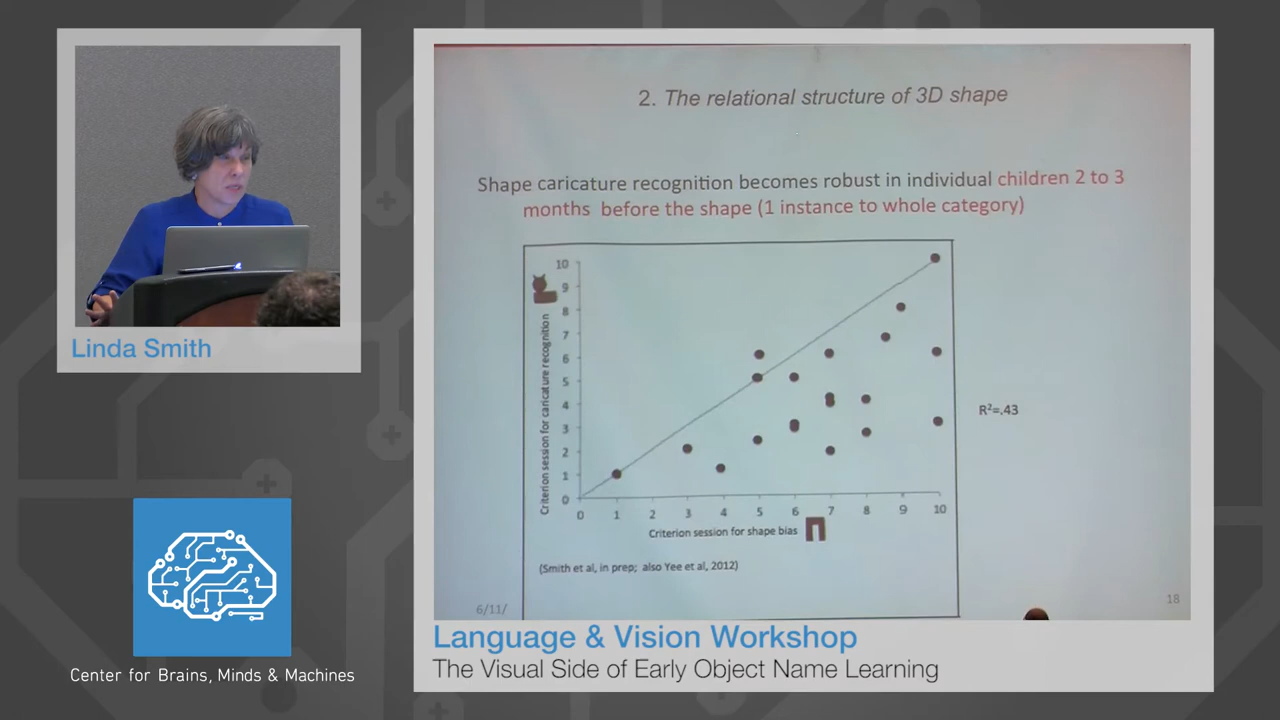 2. The relational structure of 3D shape
Shape caricature recognition becomes robust in individual children 2 to 3
months before the shape (1 instance to whole category)
Criterion session for caricature recognition
10
9
8
7
6
5
4
3
2
1
0
0 1 2 3 4 5 6 7 8 9 10
Criterion session for shape bias
R²=.43
(Smith et al, in prep; also Yee et al, 2012)
6/11/
18
Linda Smith
Center for Brains, Minds & Machines
Language & Vision Workshop
The Visual Side of Early Object Name Learning